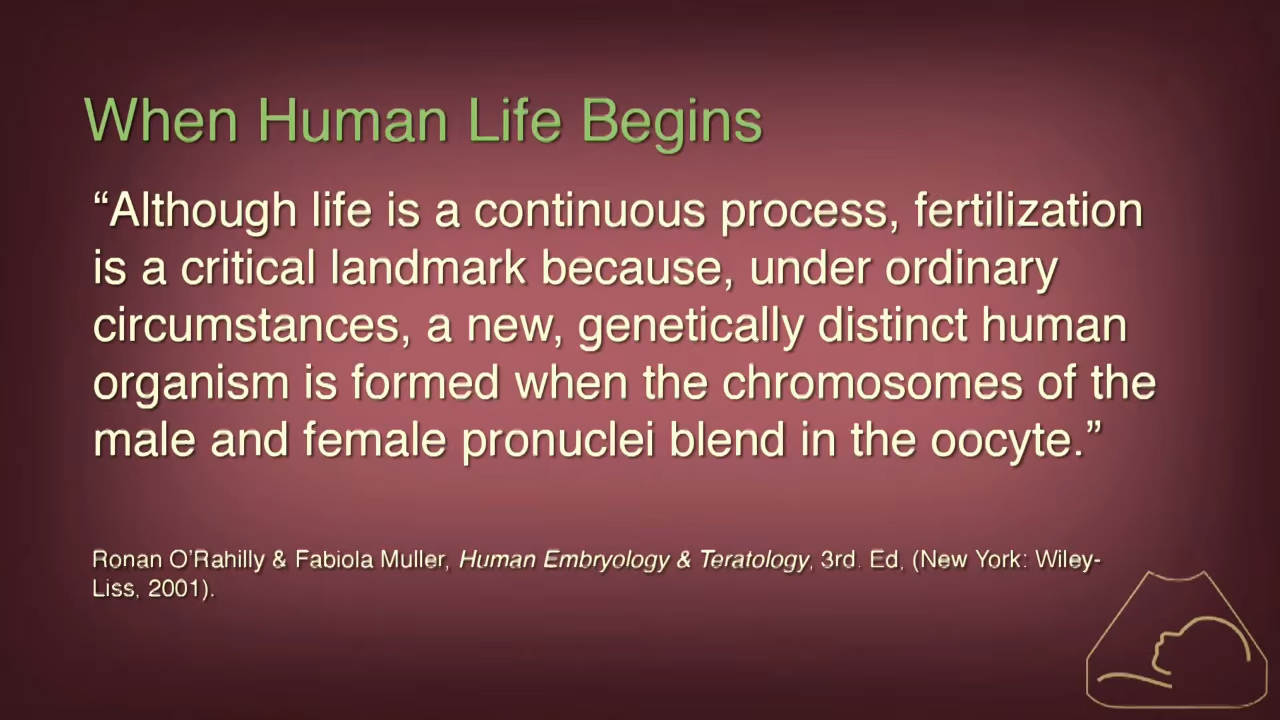 When Human Life Begins
“Although life is a continuous process, fertilization
is a critical landmark because, under ordinary
circumstances, a new, genetically distinct human
organism is formed when the chromosomes of the
male and female pronuclei blend in the oocyte.”
Ronan O’Rahilly & Fabiola Muller, Human Embryology & Teratology, 3rd. Ed, (New York: Wiley-
Liss, 2001).